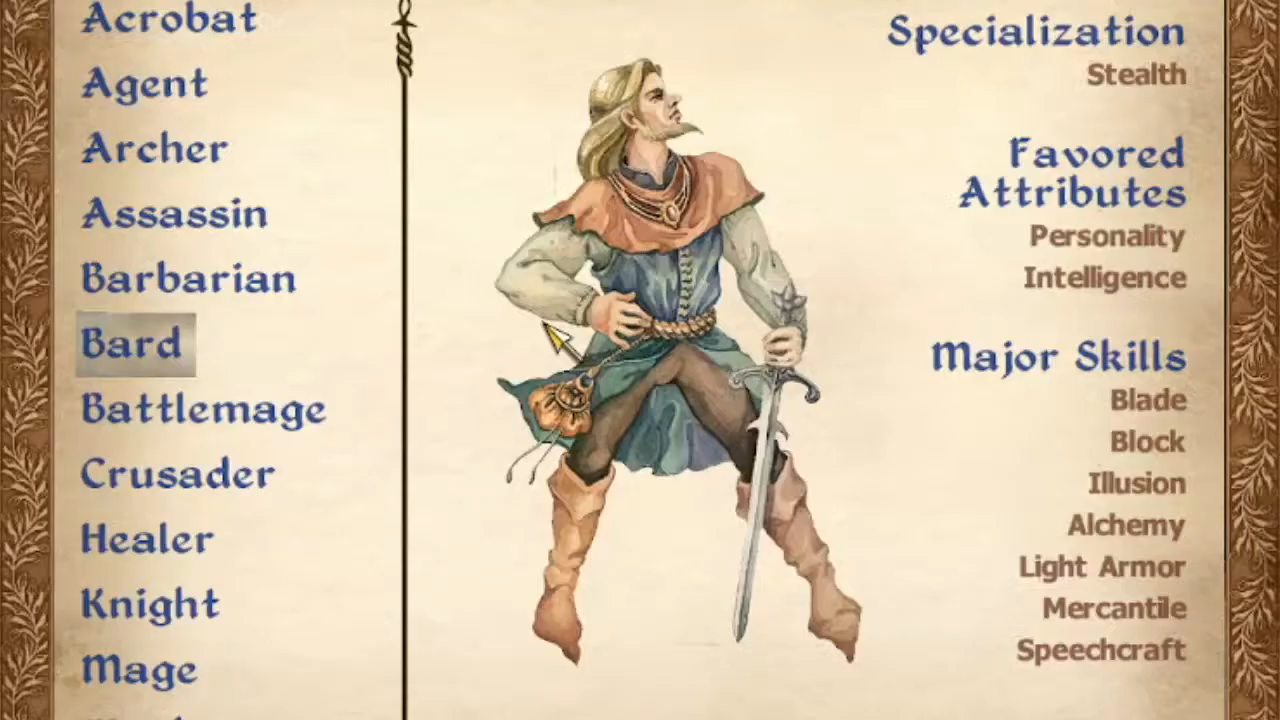 Acrobat
Agent
Archer
Assassin
Barbarian
Bard
Battlemage
Crusader
Healer
Knight
Mage
Specialization
Stealth
Favored
Attributes
Personality
Intelligence
Major Skills
Blade
Block
Illusion
Alchemy
Light Armor
Mercantile
Speechcraft